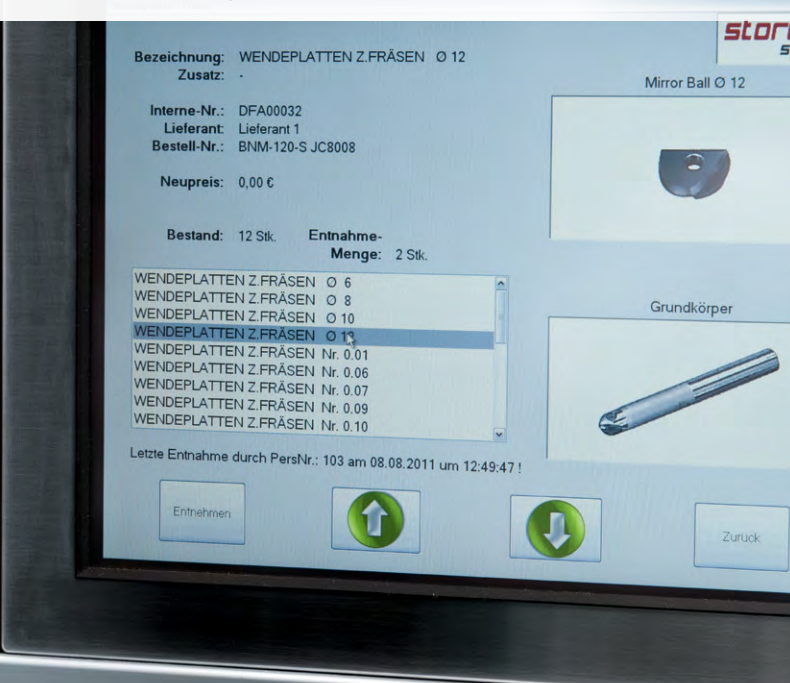 Bezeichnung: WENDEPLATTEN Z.FRÄSEN Ø 12
Zusatz: -
Interne-Nr.: DFA00032
Lieferant: Lieferant 1
Bestell-Nr.: BNM-120-S JC8008
Neupreis: 0,00 €
Bestand: 12 Stk. Entnahme-
Menge: 2 Stk.
WENDEPLATTEN Z.FRÄSEN Ø 6
WENDEPLATTEN Z.FRÄSEN Ø 8
WENDEPLATTEN Z.FRÄSEN Ø 10
WENDEPLATTEN Z.FRÄSEN Ø 12
WENDEPLATTEN Z.FRÄSEN Nr. 0.01
WENDEPLATTEN Z.FRÄSEN Nr. 0.06
WENDEPLATTEN Z.FRÄSEN Nr. 0.07
WENDEPLATTEN Z.FRÄSEN Nr. 0.09
WENDEPLATTEN Z.FRÄSEN Nr. 0.10
Letzte Entnahme durch PersNr.: 103 am 08.08.2011 um 12:49:47 !
Entnehmen
Zurück
Mirror Ball Ø 12
Grundkörper